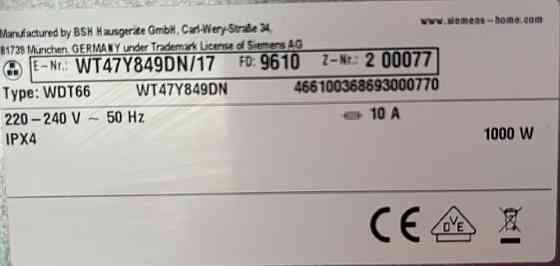 www.siemens-home.com
Manufactured by BSH Hausgeräte GmbH, Carl-Wery-Straße 34,
81739 München, GERMANY under Trademark License of Siemens AG
E-Nr.: WT47Y849DN/17 FD: 9610 Z-Nr.: 2 00077
Type: WDT66 WT47Y849DN 466100368693000770
220-240 V ~ 50 Hz 10 A
IPX4 1000 W
CE DVE